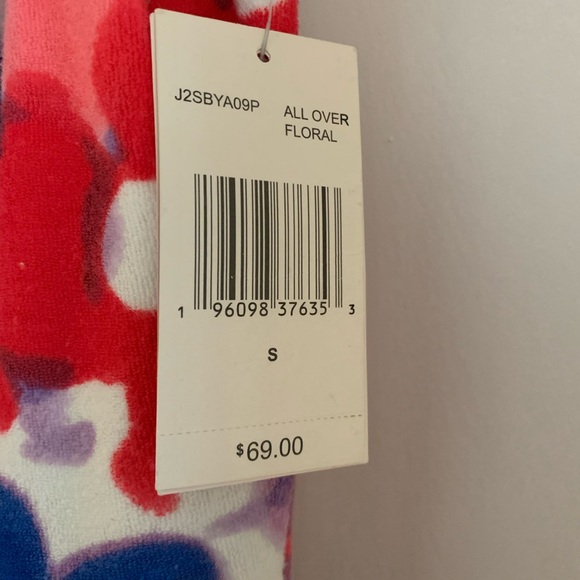 J2SBYA09P ALL OVER
FLORAL
1 96098 37635 3
S
$69.00